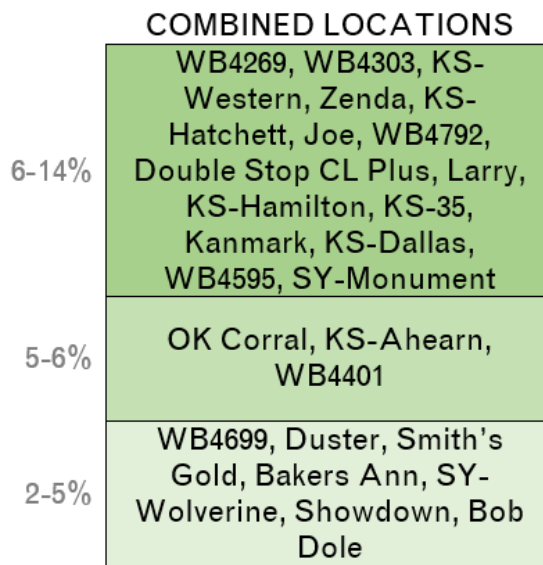 COMBINED LOCATIONS
6-14%
WB4269, WB4303, KS-
Western, Zenda, KS-
Hatchett, Joe, WB4792,
Double Stop CL Plus, Larry,
KS-Hamilton, KS-35,
Kanmark, KS-Dallas,
WB4595, SY-Monument
5-6%
OK Corral, KS-Ahearn,
WB4401
2-5%
WB4699, Duster, Smith's
Gold, Bakers Ann, SY-
Wolverine, Showdown, Bob
Dole